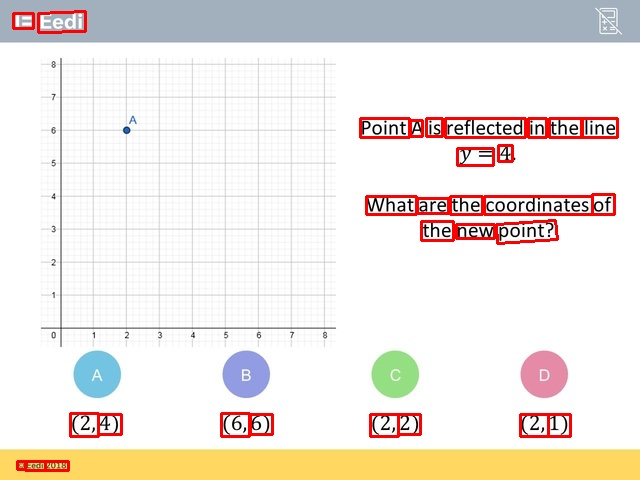 Eedi
8
7
A
6
5
4
3
2
1
0 1 2 3 4 5 6 7 8
Point A is reflected in the line
y = 4.
What are the coordinates of
the new point?
A B C D
(2, 4) (6, 6) (2, 2) (2, 1)
© Eedi 2018